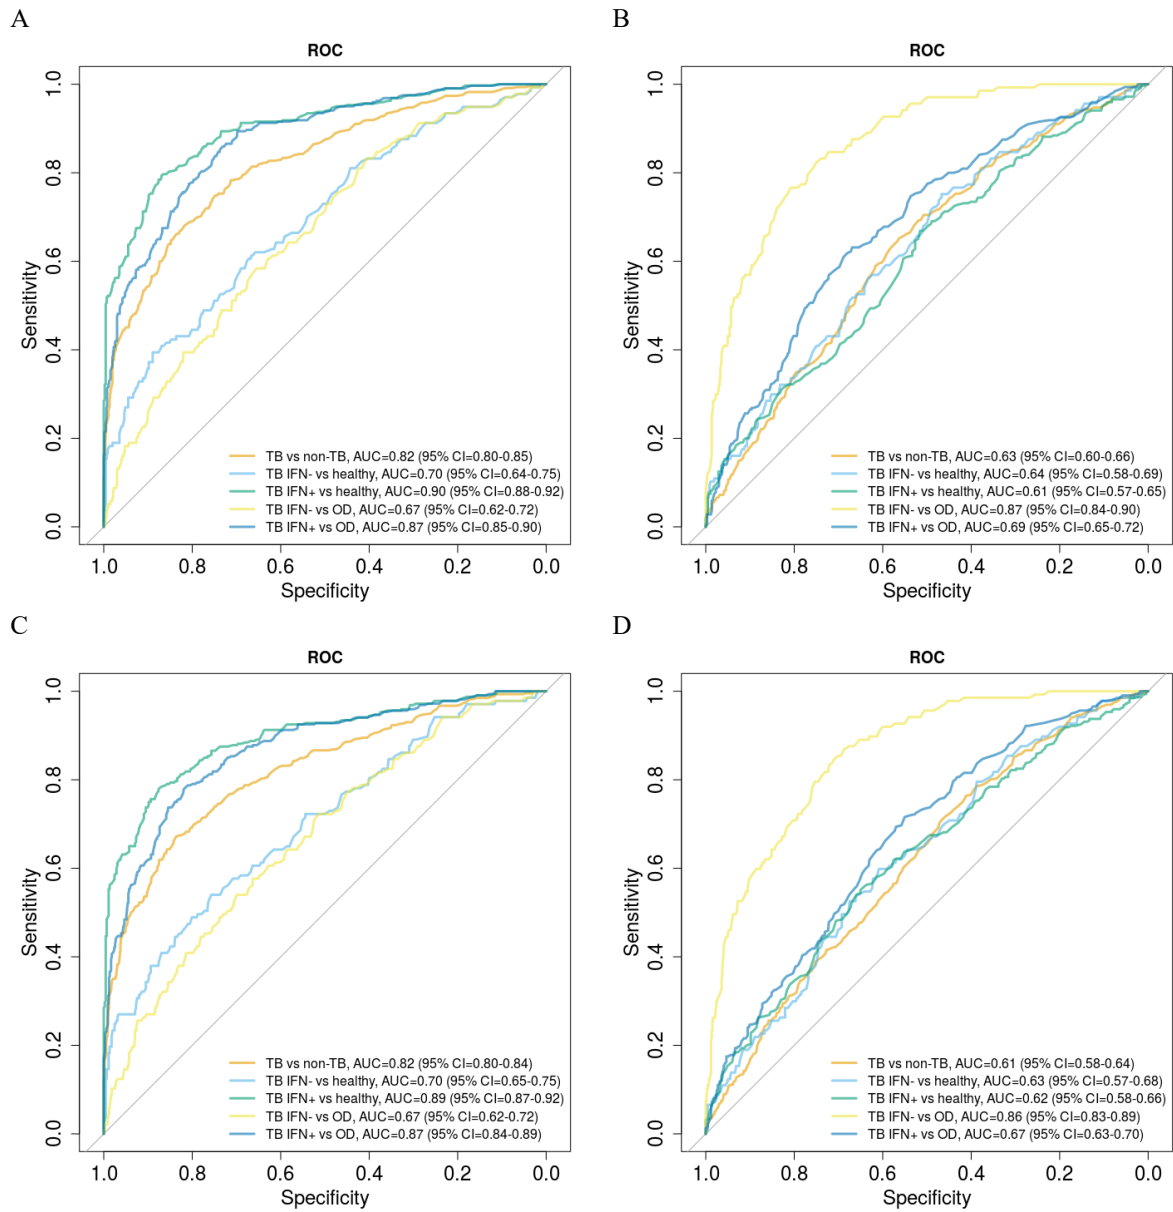 A
ROC
1.0
0.8
0.6
0.4
0.2
0.0
Sensitivity
TB vs non-TB, AUC=0.82 (95% CI=0.80-0.85)
TB IFN- vs healthy, AUC=0.70 (95% CI=0.64-0.75)
TB IFN+ vs healthy, AUC=0.90 (95% CI=0.88-0.92)
TB IFN- vs OD, AUC=0.67 (95% CI=0.62-0.72)
TB IFN+ vs OD, AUC=0.87 (95% CI=0.85-0.90)
1.0 0.8 0.6 0.4 0.2 0.0
Specificity
B
ROC
1.0
0.8
0.6
0.4
0.2
0.0
Sensitivity
TB vs non-TB, AUC=0.63 (95% CI=0.60-0.66)
TB IFN- vs healthy, AUC=0.64 (95% CI=0.58-0.69)
TB IFN+ vs healthy, AUC=0.61 (95% CI=0.57-0.65)
TB IFN- vs OD, AUC=0.87 (95% CI=0.84-0.90)
TB IFN+ vs OD, AUC=0.69 (95% CI=0.65-0.72)
1.0 0.8 0.6 0.4 0.2 0.0
Specificity
C
ROC
1.0
0.8
0.6
0.4
0.2
0.0
Sensitivity
TB vs non-TB, AUC=0.82 (95% CI=0.80-0.84)
TB IFN- vs healthy, AUC=0.70 (95% CI=0.65-0.75)
TB IFN+ vs healthy, AUC=0.89 (95% CI=0.87-0.92)
TB IFN- vs OD, AUC=0.67 (95% CI=0.62-0.72)
TB IFN+ vs OD, AUC=0.87 (95% CI=0.84-0.89)
1.0 0.8 0.6 0.4 0.2 0.0
Specificity
D
ROC
1.0
0.8
0.6
0.4
0.2
0.0
Sensitivity
TB vs non-TB, AUC=0.61 (95% CI=0.58-0.64)
TB IFN- vs healthy, AUC=0.63 (95% CI=0.57-0.68)
TB IFN+ vs healthy, AUC=0.62 (95% CI=0.58-0.66)
TB IFN- vs OD, AUC=0.86 (95% CI=0.83-0.89)
TB IFN+ vs OD, AUC=0.67 (95% CI=0.63-0.70)
1.0 0.8 0.6 0.4 0.2 0.0
Specificity